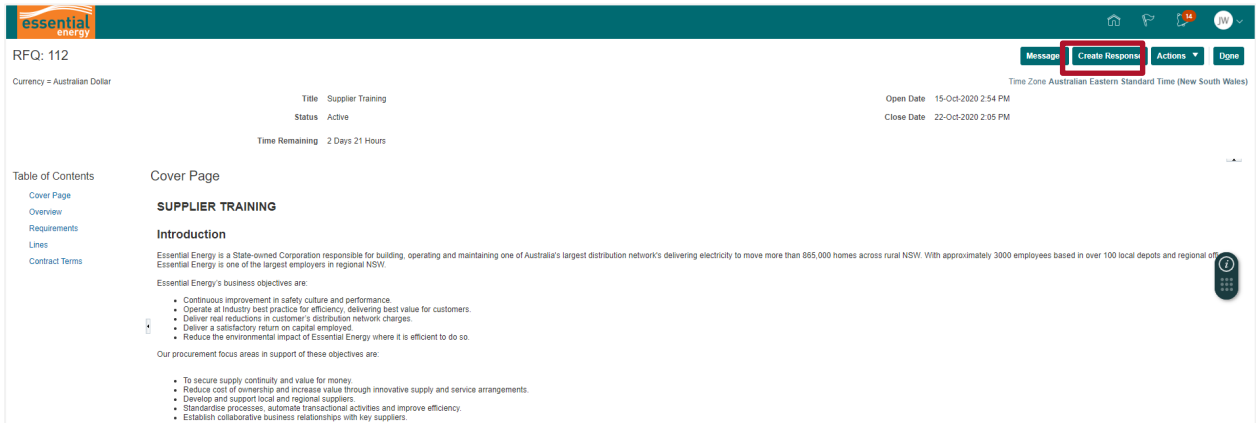 essential
energy
14
JW
RFQ: 112
Messages Create Response Actions Done
Currency = Australian Dollar
Time Zone Australian Eastern Standard Time (New South Wales)
Title Supplier Training
Open Date 15-Oct-2020 2:54 PM
Status Active
Close Date 22-Oct-2020 2:05 PM
Time Remaining 2 Days 21 Hours
Table of Contents
Cover Page
Overview
Requirements
Lines
Contract Terms
Cover Page
SUPPLIER TRAINING
Introduction
Essential Energy is a State-owned Corporation responsible for building, operating and maintaining one of Australia's largest distribution network's delivering electricity to move more than 865,000 homes across rural NSW. With approximately 3000 employees based in over 100 local depots and regional
Essential Energy is one of the largest employers in regional NSW.
Essential Energy's business objectives are:
• Continuous improvement in safety culture and performance.
• Operate at Industry best practice for efficiency, delivering best value for customers.
• Deliver real reductions in customer's distribution network charges.
• Deliver a satisfactory return on capital employed.
• Reduce the environmental impact of Essential Energy where it is efficient to do so.
Our procurement focus areas in support of these objectives are:
• To secure supply continuity and value for money.
• Reduce cost of ownership and increase value through innovative supply and service arrangements.
• Develop and support local and regional suppliers.
• Standardise processes, automate transactional activities and improve efficiency.
• Establish collaborative business relationships with key suppliers.